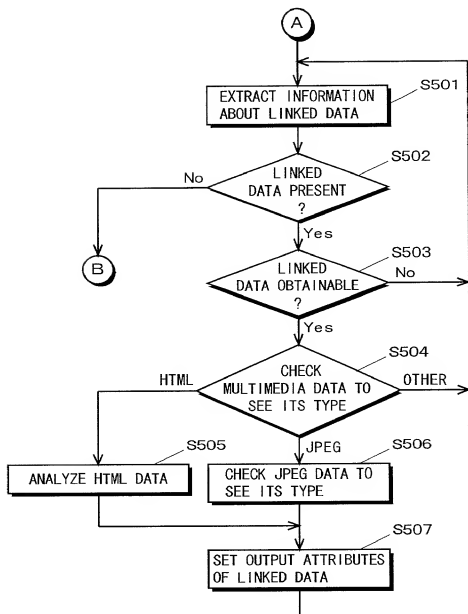 A
S501
EXTRACT INFORMATION
ABOUT LINKED DATA
S502
LINKED
DATA PRESENT
?
No
B
Yes
S503
LINKED
DATA OBTAINABLE
?
No
Yes
S504
CHECK
MULTIMEDIA DATA TO
SEE ITS TYPE
HTML
OTHER
JPEG
S505
ANALYZE HTML DATA
S506
CHECK JPEG DATA TO
SEE ITS TYPE
S507
SET OUTPUT ATTRIBUTES
OF LINKED DATA